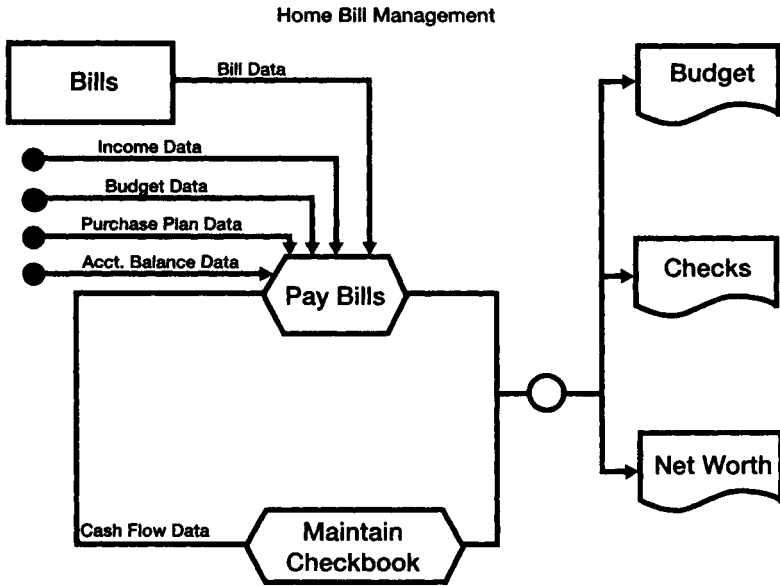 Home Bill Management
Bills
Bill Data
Budget
Income Data
Budget Data
Purchase Plan Data
Acct. Balance Data
Pay Bills
Checks
Net Worth
Cash Flow Data
Maintain
Checkbook